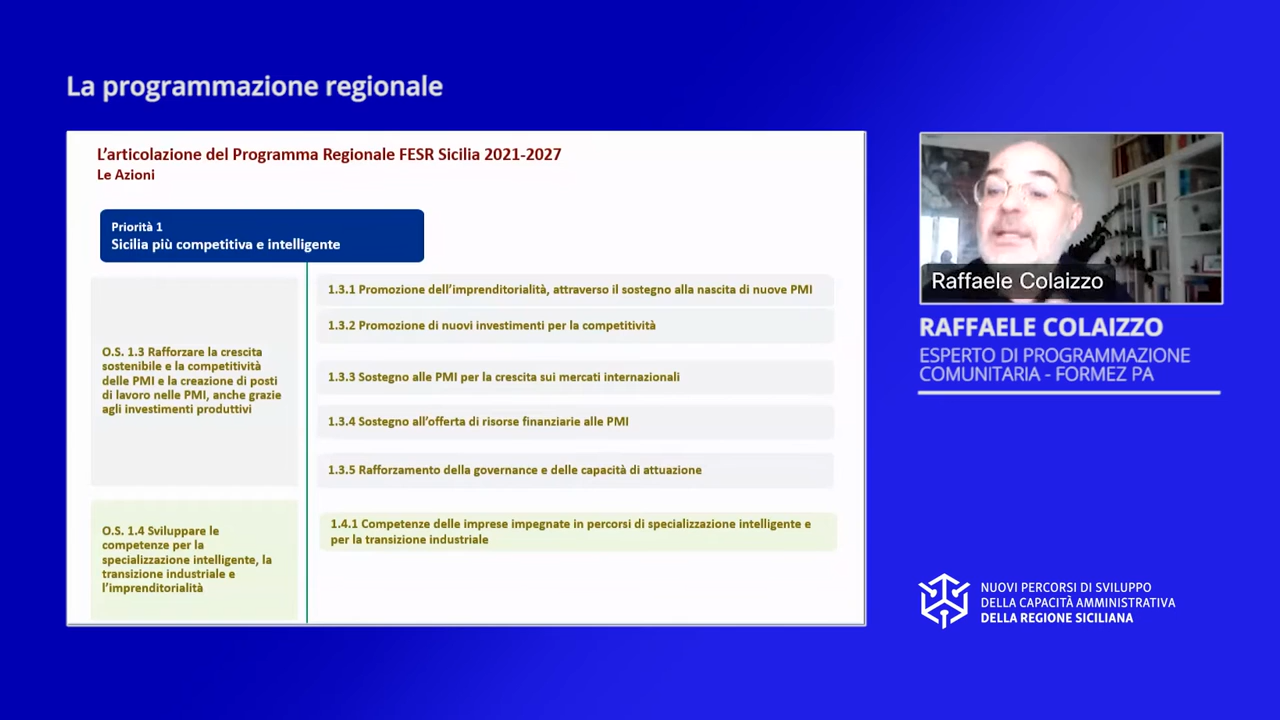 La programmazione regionale
L'articolazione del Programma Regionale FESR Sicilia 2021-2027
Le Azioni
Priorità 1
Sicilia più competitiva e intelligente
O.S. 1.3 Rafforzare la crescita
sostenibile e la competitività
delle PMI e la creazione di posti
di lavoro nelle PMI, anche grazie
agli investimenti produttivi
1.3.1 Promozione dell'imprenditorialità, attraverso il sostegno alla nascita di nuove PMI
1.3.2 Promozione di nuovi investimenti per la competitività
1.3.3 Sostegno alle PMI per la crescita sui mercati internazionali
1.3.4 Sostegno all'offerta di risorse finanziarie alle PMI
1.3.5 Rafforzamento della governance e delle capacità di attuazione
O.S. 1.4 Sviluppare le
competenze per la
specializzazione intelligente, la
transizione industriale e
l'imprenditorialità
1.4.1 Competenze delle imprese impegnate in percorsi di specializzazione intelligente e
per la transizione industriale
Raffaele Colaizzo
RAFFAELE COLAIZZO
ESPERTO DI PROGRAMMAZIONE
COMUNITARIA - FORMEZ PA
NUOVI PERCORSI DI SVILUPPO
DELLA CAPACITÀ AMMINISTRATIVA
DELLA REGIONE SICILIANA